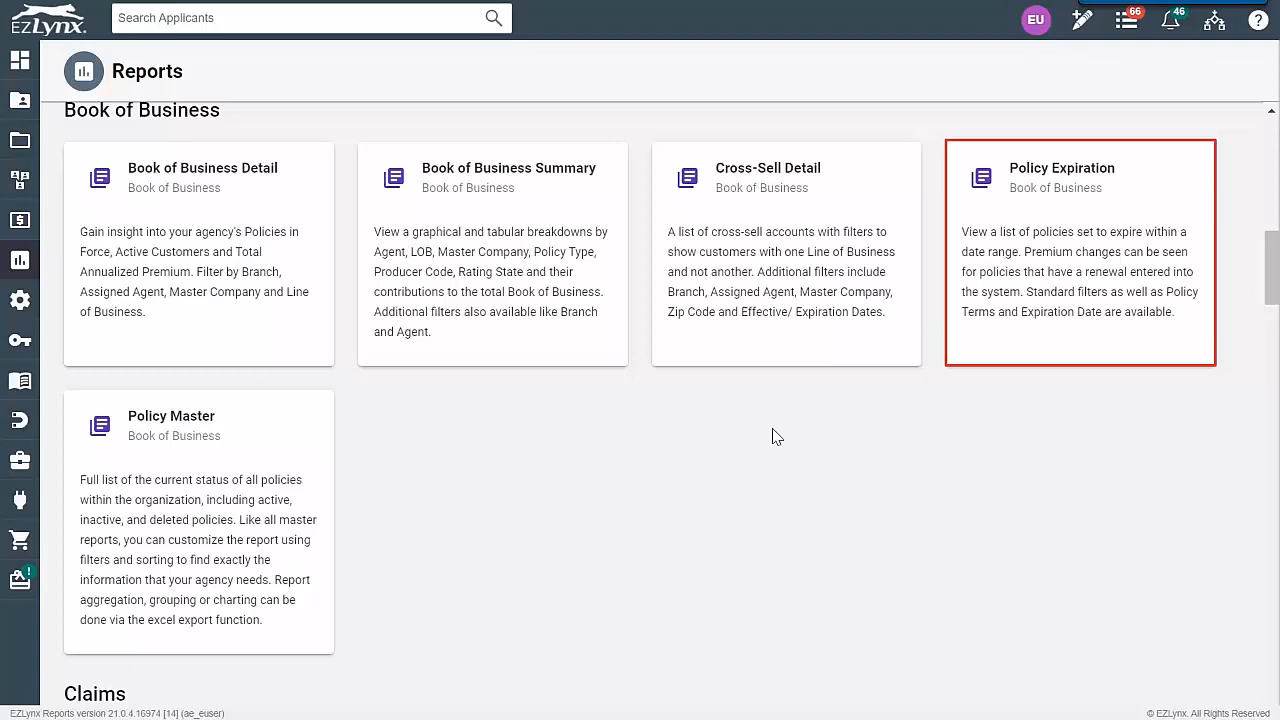 EZLynx.
Search Applicants
EU
66
46
?
Reports
Book of Business
Book of Business Detail
Book of Business
Gain insight into your agency's Policies in
Force, Active Customers and Total
Annualized Premium. Filter by Branch,
Assigned Agent, Master Company and Line
of Business.
Book of Business Summary
Book of Business
View a graphical and tabular breakdowns by
Agent, LOB, Master Company, Policy Type,
Producer Code, Rating State and their
contributions to the total Book of Business.
Additional filters also available like Branch
and Agent.
Cross-Sell Detail
Book of Business
A list of cross-sell accounts with filters to
show customers with one Line of Business
and not another. Additional filters include
Branch, Assigned Agent, Master Company,
Zip Code and Effective/ Expiration Dates.
Policy Expiration
Book of Business
View a list of policies set to expire within a
date range. Premium changes can be seen
for policies that have a renewal entered into
the system. Standard filters as well as Policy
Terms and Expiration Date are available.
Policy Master
Book of Business
Full list of the current status of all policies
within the organization, including active,
inactive, and deleted policies. Like all master
reports, you can customize the report using
filters and sorting to find exactly the
information that your agency needs. Report
aggregation, grouping or charting can be
done via the excel export function.
Claims
EZLynx Reports version 21.0.4.16974 [14] (ae_euser)
© EZLynx. All Rights Reserved